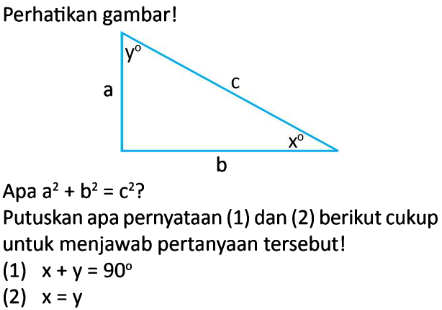 Perhatikan gambar!
y°
a
c
x°
b
Apa a² + b² = c²?
Putuskan apa pernyataan (1) dan (2) berikut cukup
untuk menjawab pertanyaan tersebut!
(1) x + y = 90°
(2) x = y